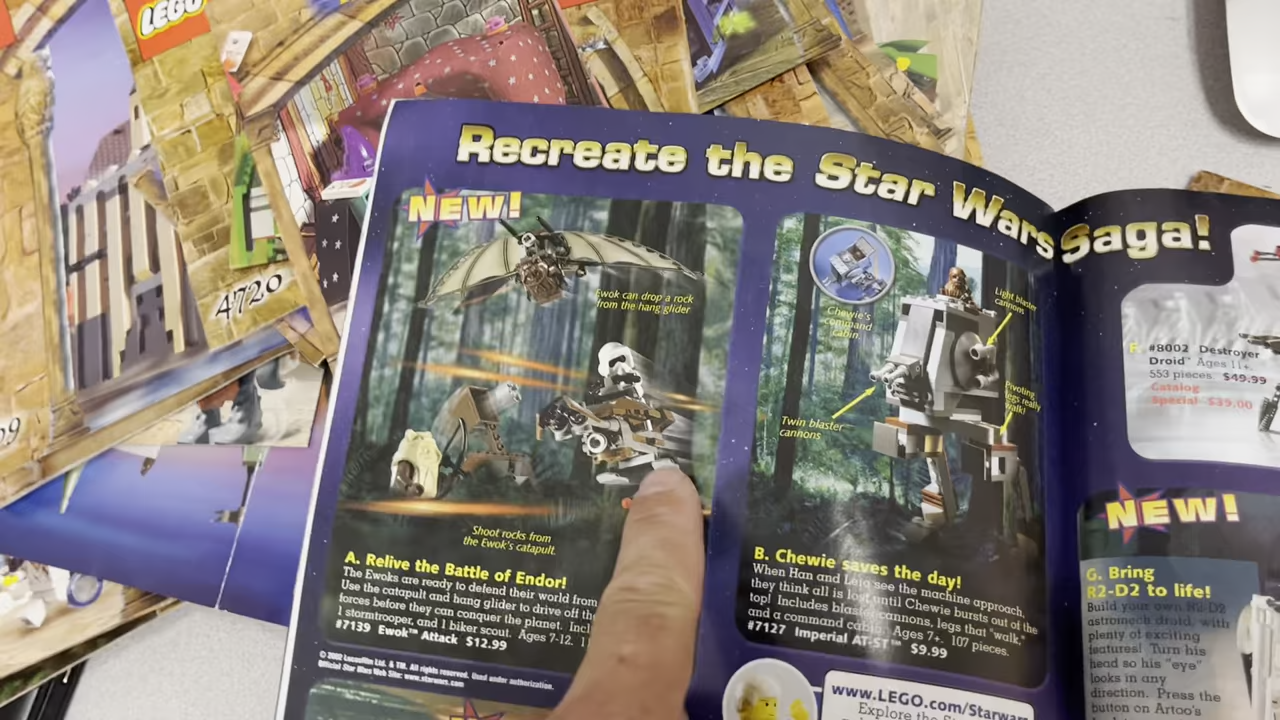 LEGO
4720
Recreate the Star Wars Saga!
NEW!
Ewok can drop a rock
from the hang glider
Shoot rocks from
the Ewok's catapult.
A. Relive the Battle of Endor!
The Ewoks are ready to defend their world from
Use the catapult and hang glider to drive off th
forces before they can conquer the planet. Incl
1 stormtrooper, and 1 biker scout. Ages 7-12. 1
#7139 Ewok™ Attack $12.99
© 2002 Lucasfilm Ltd. & TM. All rights reserved. Used under authorization.
Official Star Wars Web Site: www.starwars.com
Chewie's
command
cabin
Light blaster
cannons
Twin blaster
cannons
Pivoting
legs really
walk!
B. Chewie saves the day!
When Han and Leia see the machine approach,
they think all is lost until Chewie bursts out of the
top! Includes blaster cannons, legs that "walk,"
and a command cabin. Ages 7+. 107 pieces.
#7127 Imperial AT-ST™ $9.99
www.LEGO.com/Starwars
Explore the
F. #8002 Destroyer
Droid™ Ages 11+.
553 pieces. $49.99
Catalog
Special $39.00
NEW!
G. Bring
R2-D2 to life!
Build your own R2-D2
astromech droid, with
plenty of exciting
features! Turn his
head so his "eye"
looks in any
direction. Press the
button on Artoo's